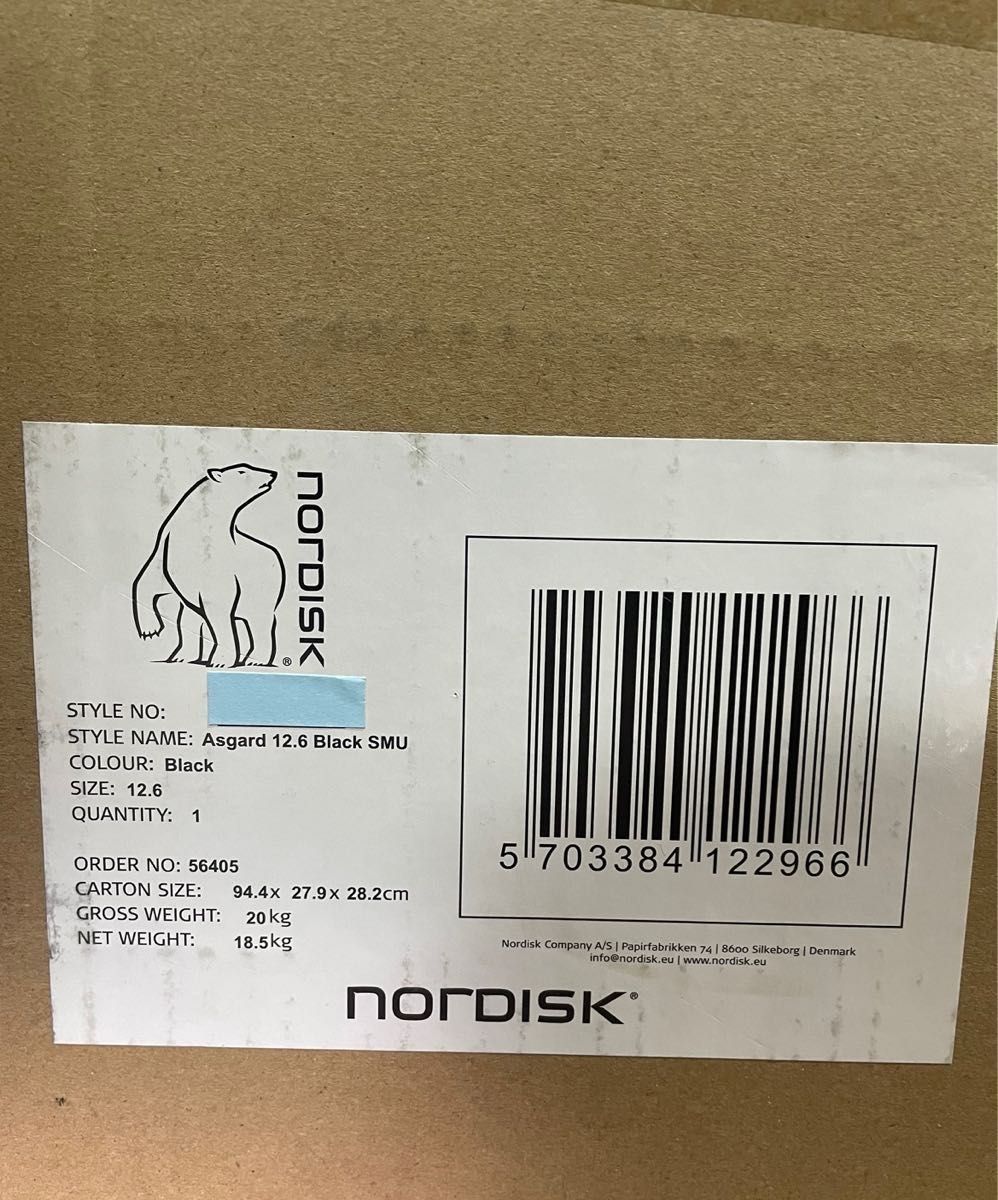 NORDISK®
STYLE NO:
STYLE NAME: Asgard 12.6 Black SMU
COLOUR: Black
SIZE: 12.6
QUANTITY: 1
ORDER NO: 56405
CARTON SIZE: 94.4x 27.9x 28.2cm
GROSS WEIGHT: 20kg
NET WEIGHT: 18.5kg
5 703384 122966
Nordisk Company A/S | Papirfabrikken 74 | 8600 Silkeborg | Denmark
info@nordisk.eu | www.nordisk.eu
NORDISK®